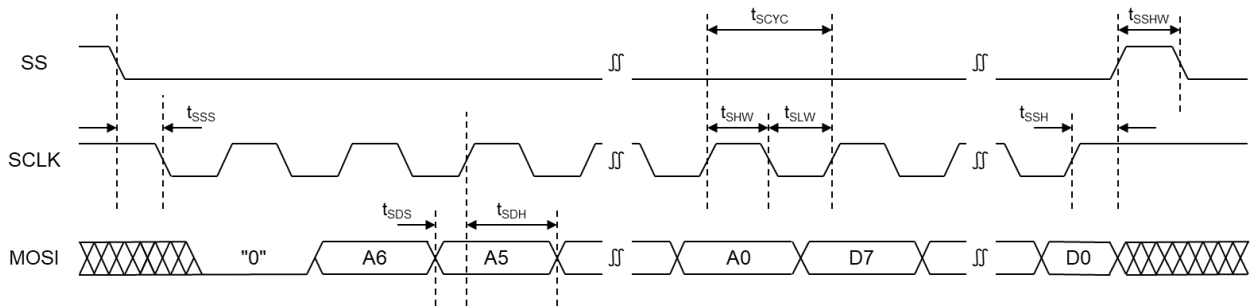 tSCYC
tSSHW
SS
tSSS
tSHW
tSLW
tSSH
SCLK
tSDS
tSDH
MOSI
"0"
A6
A5
A0
D7
D0